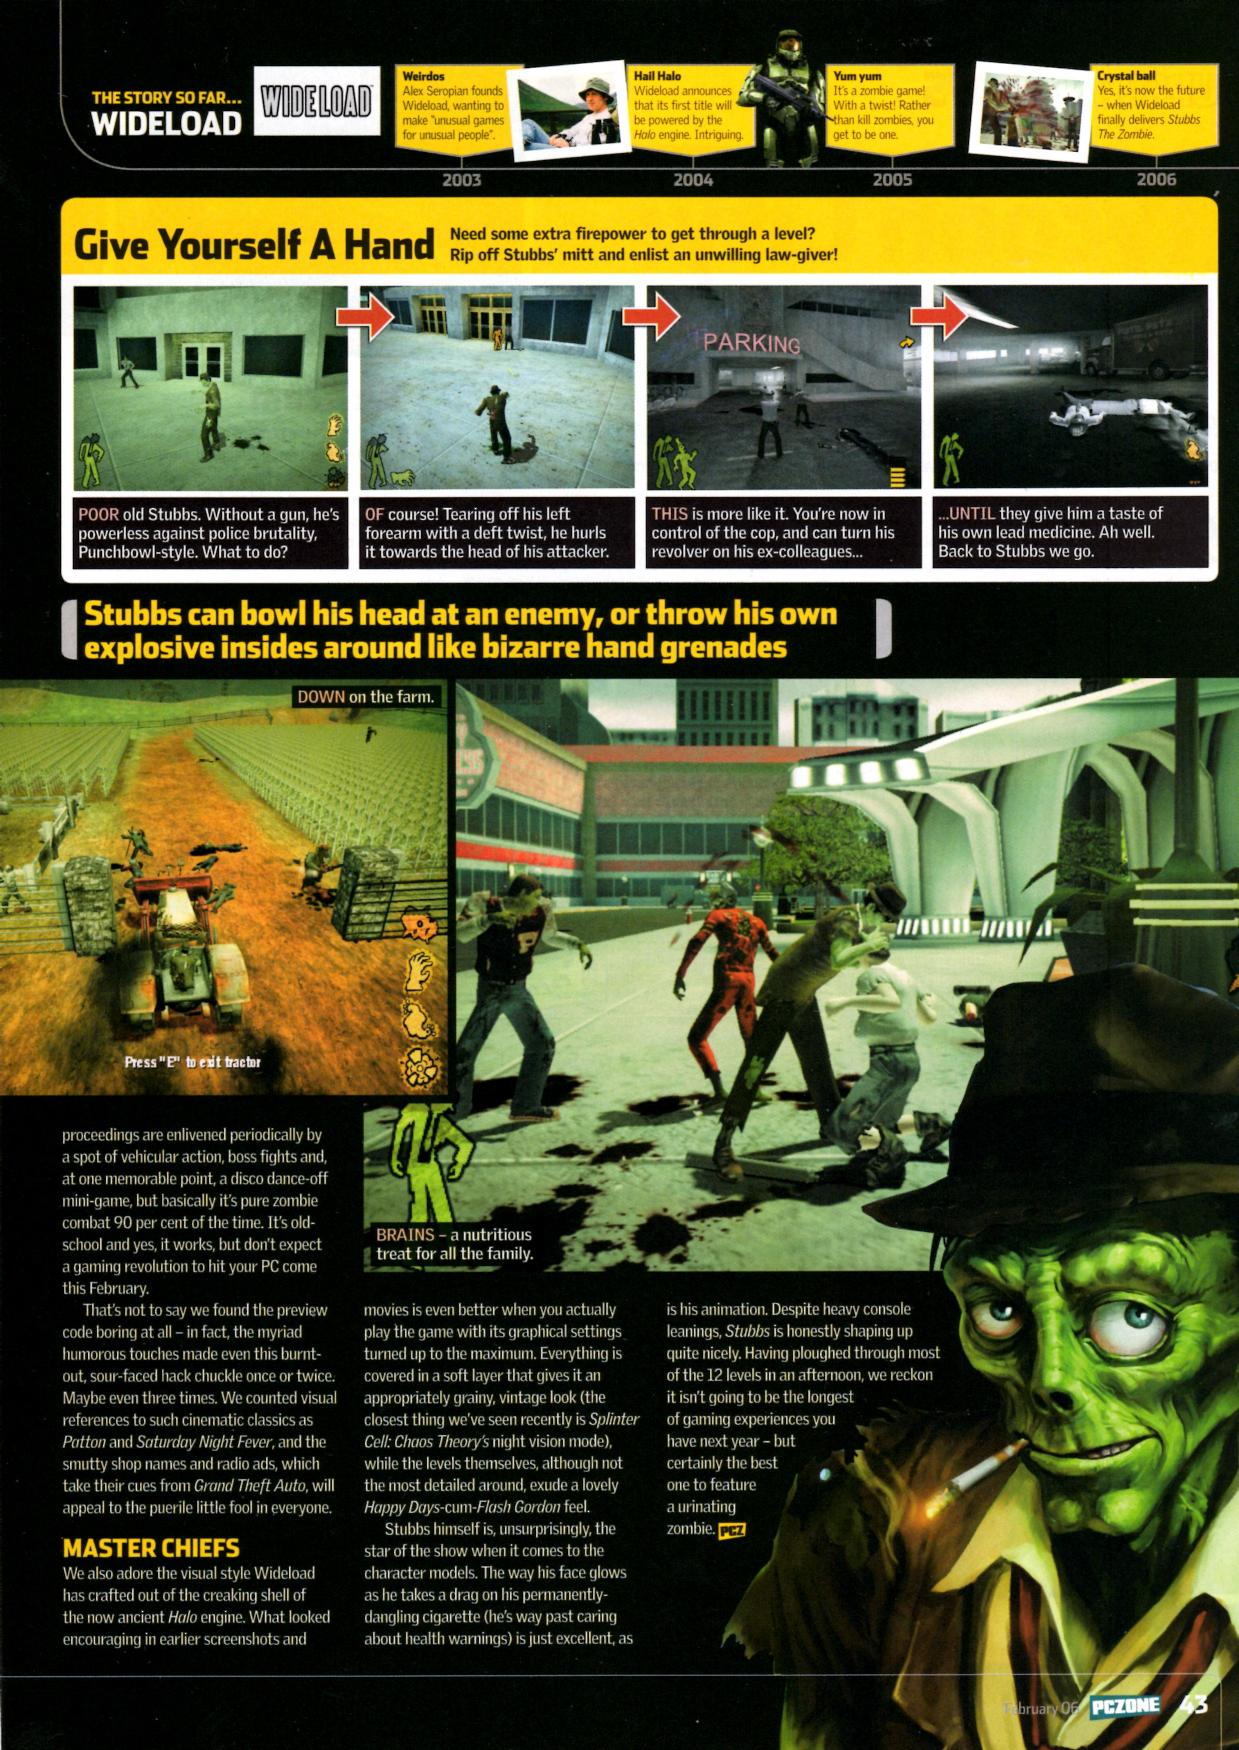 THE STORY SO FAR...
WIDELOAD
WIDELOAD
Weirdos
Alex Seropian founds
Wideload, wanting to
make "unusual games
for unusual people".
Hail Halo
Wideload announces
that its first title will
be powered by the
Halo engine. Intriguing.
Yum yum
It's a zombie game!
With a twist! Rather
than kill zombies, you
get to be one.
Crystal ball
Yes, it's now the future
– when Wideload
finally delivers Stubbs
The Zombie.
2003
2004
2005
2006
Give Yourself A Hand
Need some extra firepower to get through a level?
Rip off Stubbs' mitt and enlist an unwilling law-giver!
PARKING
POOR old Stubbs. Without a gun, he's
powerless against police brutality,
Punchbowl-style. What to do?
OF course! Tearing off his left
forearm with a deft twist, he hurls
it towards the head of his attacker.
THIS is more like it. You're now in
control of the cop, and can turn his
revolver on his ex-colleagues...
...UNTIL they give him a taste of
his own lead medicine. Ah well.
Back to Stubbs we go.
Stubbs can bowl his head at an enemy, or throw his own
explosive insides around like bizarre hand grenades
DOWN on the farm.
Press "E" to exit tractor
BRAINS – a nutritious
treat for all the family.
proceedings are enlivened periodically by
a spot of vehicular action, boss fights and,
at one memorable point, a disco dance-off
mini-game, but basically it's pure zombie
combat 90 per cent of the time. It's old-
school and yes, it works, but don't expect
a gaming revolution to hit your PC come
this February.
That's not to say we found the preview
code boring at all – in fact, the myriad
humorous touches made even this burnt-
out, sour-faced hack chuckle once or twice.
Maybe even three times. We counted visual
references to such cinematic classics as
Patton and Saturday Night Fever, and the
smutty shop names and radio ads, which
take their cues from Grand Theft Auto, will
appeal to the puerile little fool in everyone.
MASTER CHIEFS
We also adore the visual style Wideload
has crafted out of the creaking shell of
the now ancient Halo engine. What looked
encouraging in earlier screenshots and
movies is even better when you actually
play the game with its graphical settings
turned up to the maximum. Everything is
covered in a soft layer that gives it an
appropriately grainy, vintage look (the
closest thing we've seen recently is Splinter
Cell: Chaos Theory's night vision mode),
while the levels themselves, although not
the most detailed around, exude a lovely
Happy Days-cum-Flash Gordon feel.
Stubbs himself is, unsurprisingly, the
star of the show when it comes to the
character models. The way his face glows
as he takes a drag on his permanently-
dangling cigarette (he's way past caring
about health warnings) is just excellent, as
is his animation. Despite heavy console
leanings, Stubbs is honestly shaping up
quite nicely. Having ploughed through most
of the 12 levels in an afternoon, we reckon
it isn't going to be the longest
of gaming experiences you
have next year – but
certainly the best
one to feature
a urinating
zombie. PCZ
February 06 PCZONE 43